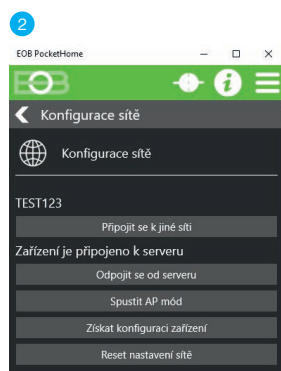 2
EOB PocketHome
EOB
Konfigurace sítě
Konfigurace sítě
TEST123
Připojit se k jiné síti
Zařízení je připojeno k serveru
Odpojit se od serveru
Spustit AP mód
Získat konfiguraci zařízení
Reset nastavení sítě